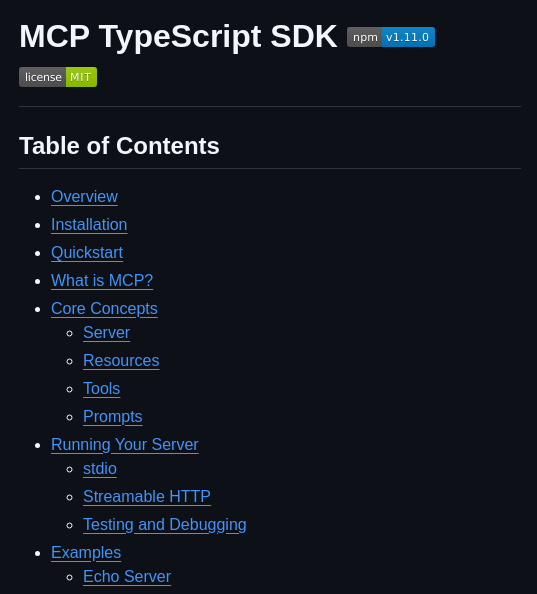 MCP TypeScript SDK npm v1.11.0
license MIT
Table of Contents
Overview
Installation
Quickstart
What is MCP?
Core Concepts
Server
Resources
Tools
Prompts
Running Your Server
stdio
Streamable HTTP
Testing and Debugging
Examples
Echo Server